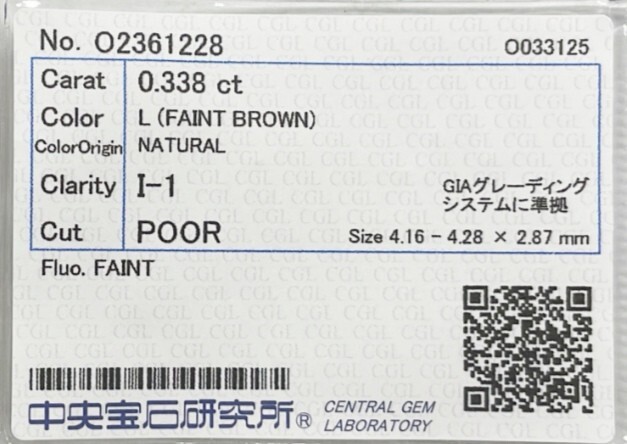 No. O2361228 O033125
Carat 0.338 ct
Color L (FAINT BROWN)
ColorOrigin NATURAL
Clarity I-1
GIAグレーディング
システムに準拠
Cut POOR Size 4.16 - 4.28 × 2.87 mm
Fluo. FAINT
中央宝石研究所® CENTRAL GEM
LABORATORY